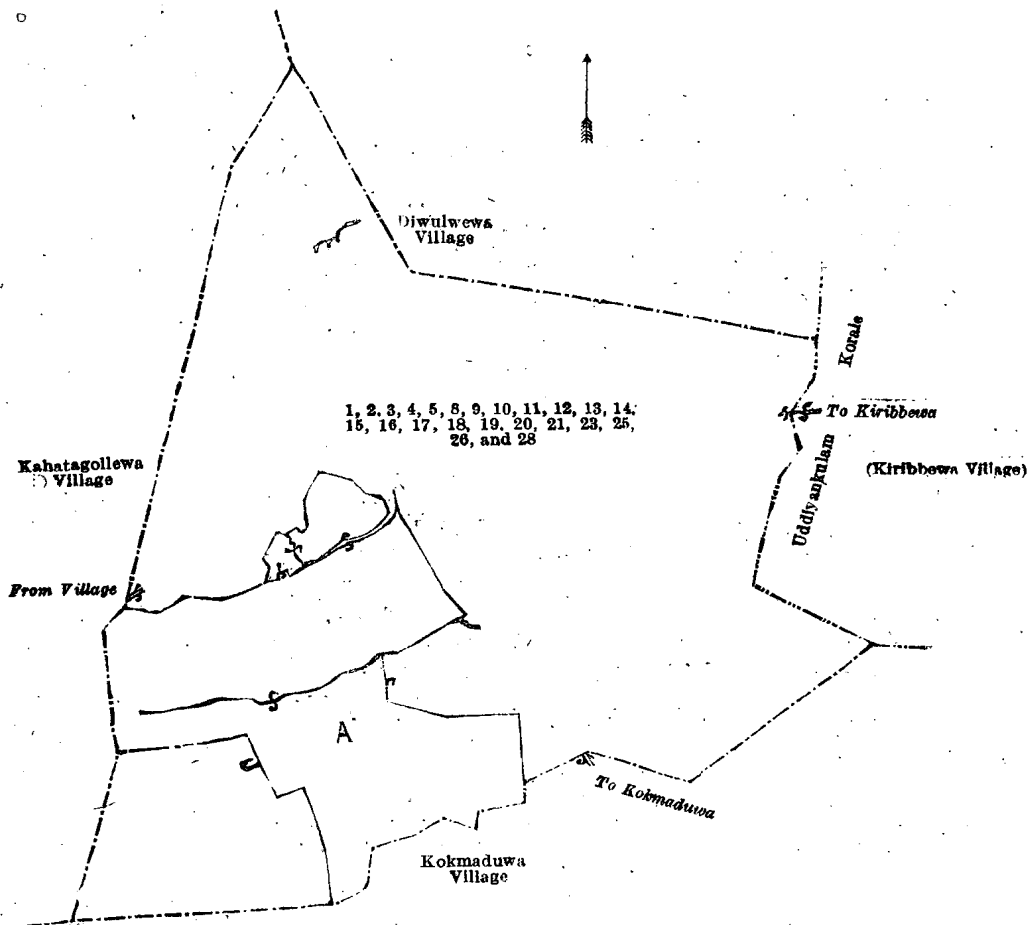 Diwulwewa
Village
Korale
1, 2, 3, 4, 5, 8, 9, 10, 11, 12, 13, 14,
15, 16, 17, 18, 19, 20, 21, 23, 25,
26, and 28
To Kiribbewa
Kahatagollewa
Village
(Kiribbewa Village)
Uddiyankulam
From Village
A
To Kokmaduwa
Kokmaduwa
Village